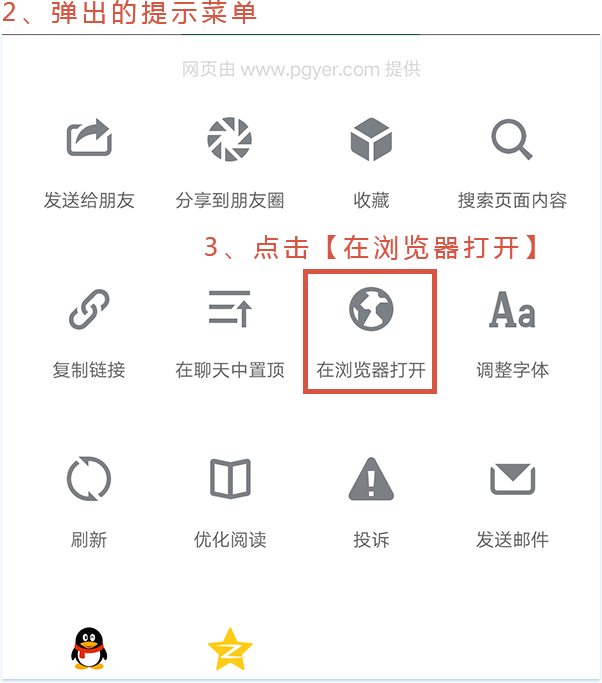 2、弹出的提示菜单
网页由 www.pgyer.com 提供
发送给朋友 分享到朋友圈 收藏 搜索页面内容
3、点击【在浏览器打开】
Aa
复制链接 在聊天中置顶 在浏览器打开 调整字体
刷新 优化阅读 投诉 发送邮件